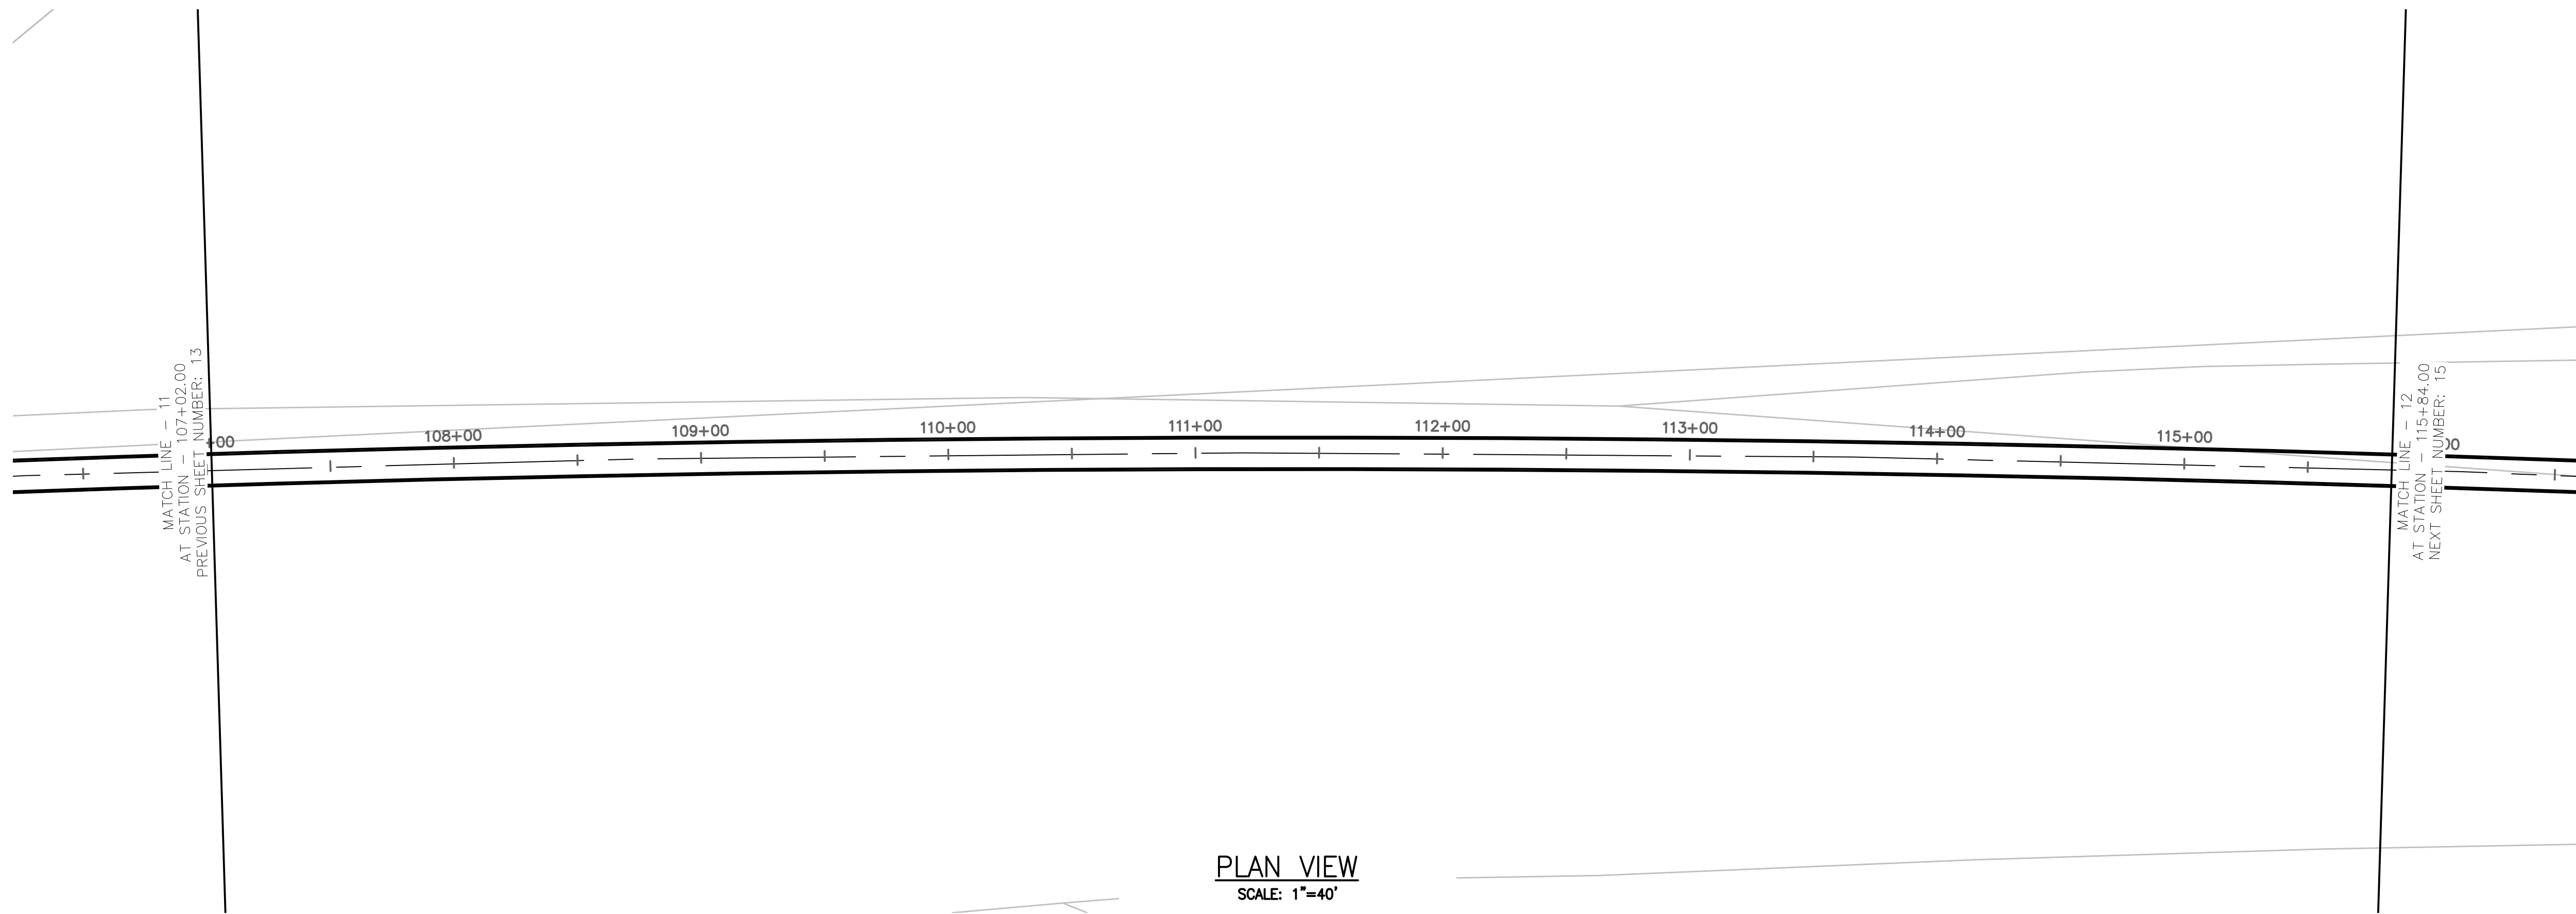 MATCH LINE - 11
AT STATION - 107+02.00
PREVIOUS SHEET NUMBER: 13
+00
108+00
109+00
110+00
111+00
112+00
113+00
114+00
115+00
MATCH LINE - 12
AT STATION - 115+84.00
NEXT SHEET NUMBER: 15
PLAN VIEW
SCALE: 1"=40'